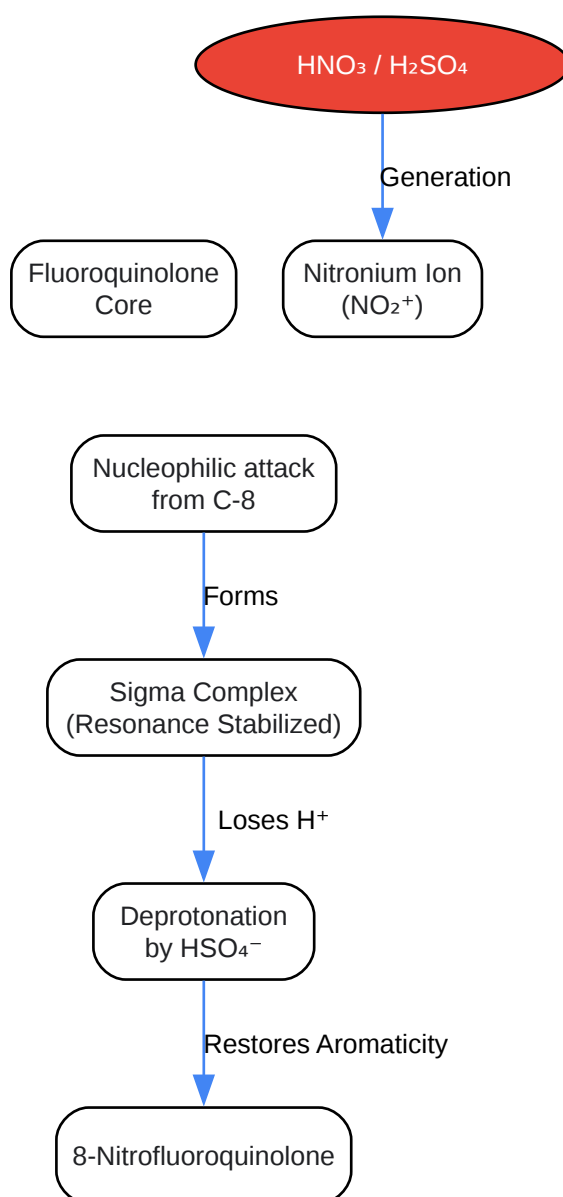 HNO₃ / H₂SO₄
Generation
Fluoroquinolone
Core
Nitronium Ion
(NO₂⁺)
Nucleophilic attack
from C-8
Forms
Sigma Complex
(Resonance Stabilized)
Loses H⁺
Deprotonation
by HSO₄⁻
Restores Aromaticity
8-Nitrofluoroquinolone